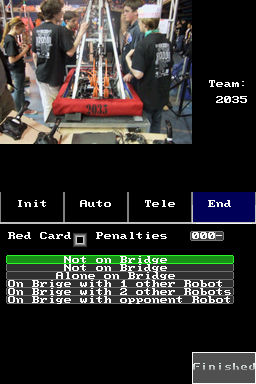 2035
Team:
2035
Init Auto Tele End
Red Card Penalties 000-
Not on Bridge
Not on Bridge
Alone on Bridge
On Brige with 1 other Robot
On Brige with 2 other Robots
On Brige with opponent Robot
Finished